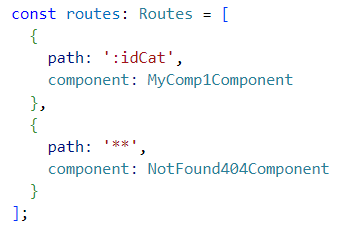 const routes: Routes = [
  {
    path: ':idCat',
    component: MyComp1Component
  },
  {
    path: '**',
    component: NotFound404Component
  }
];